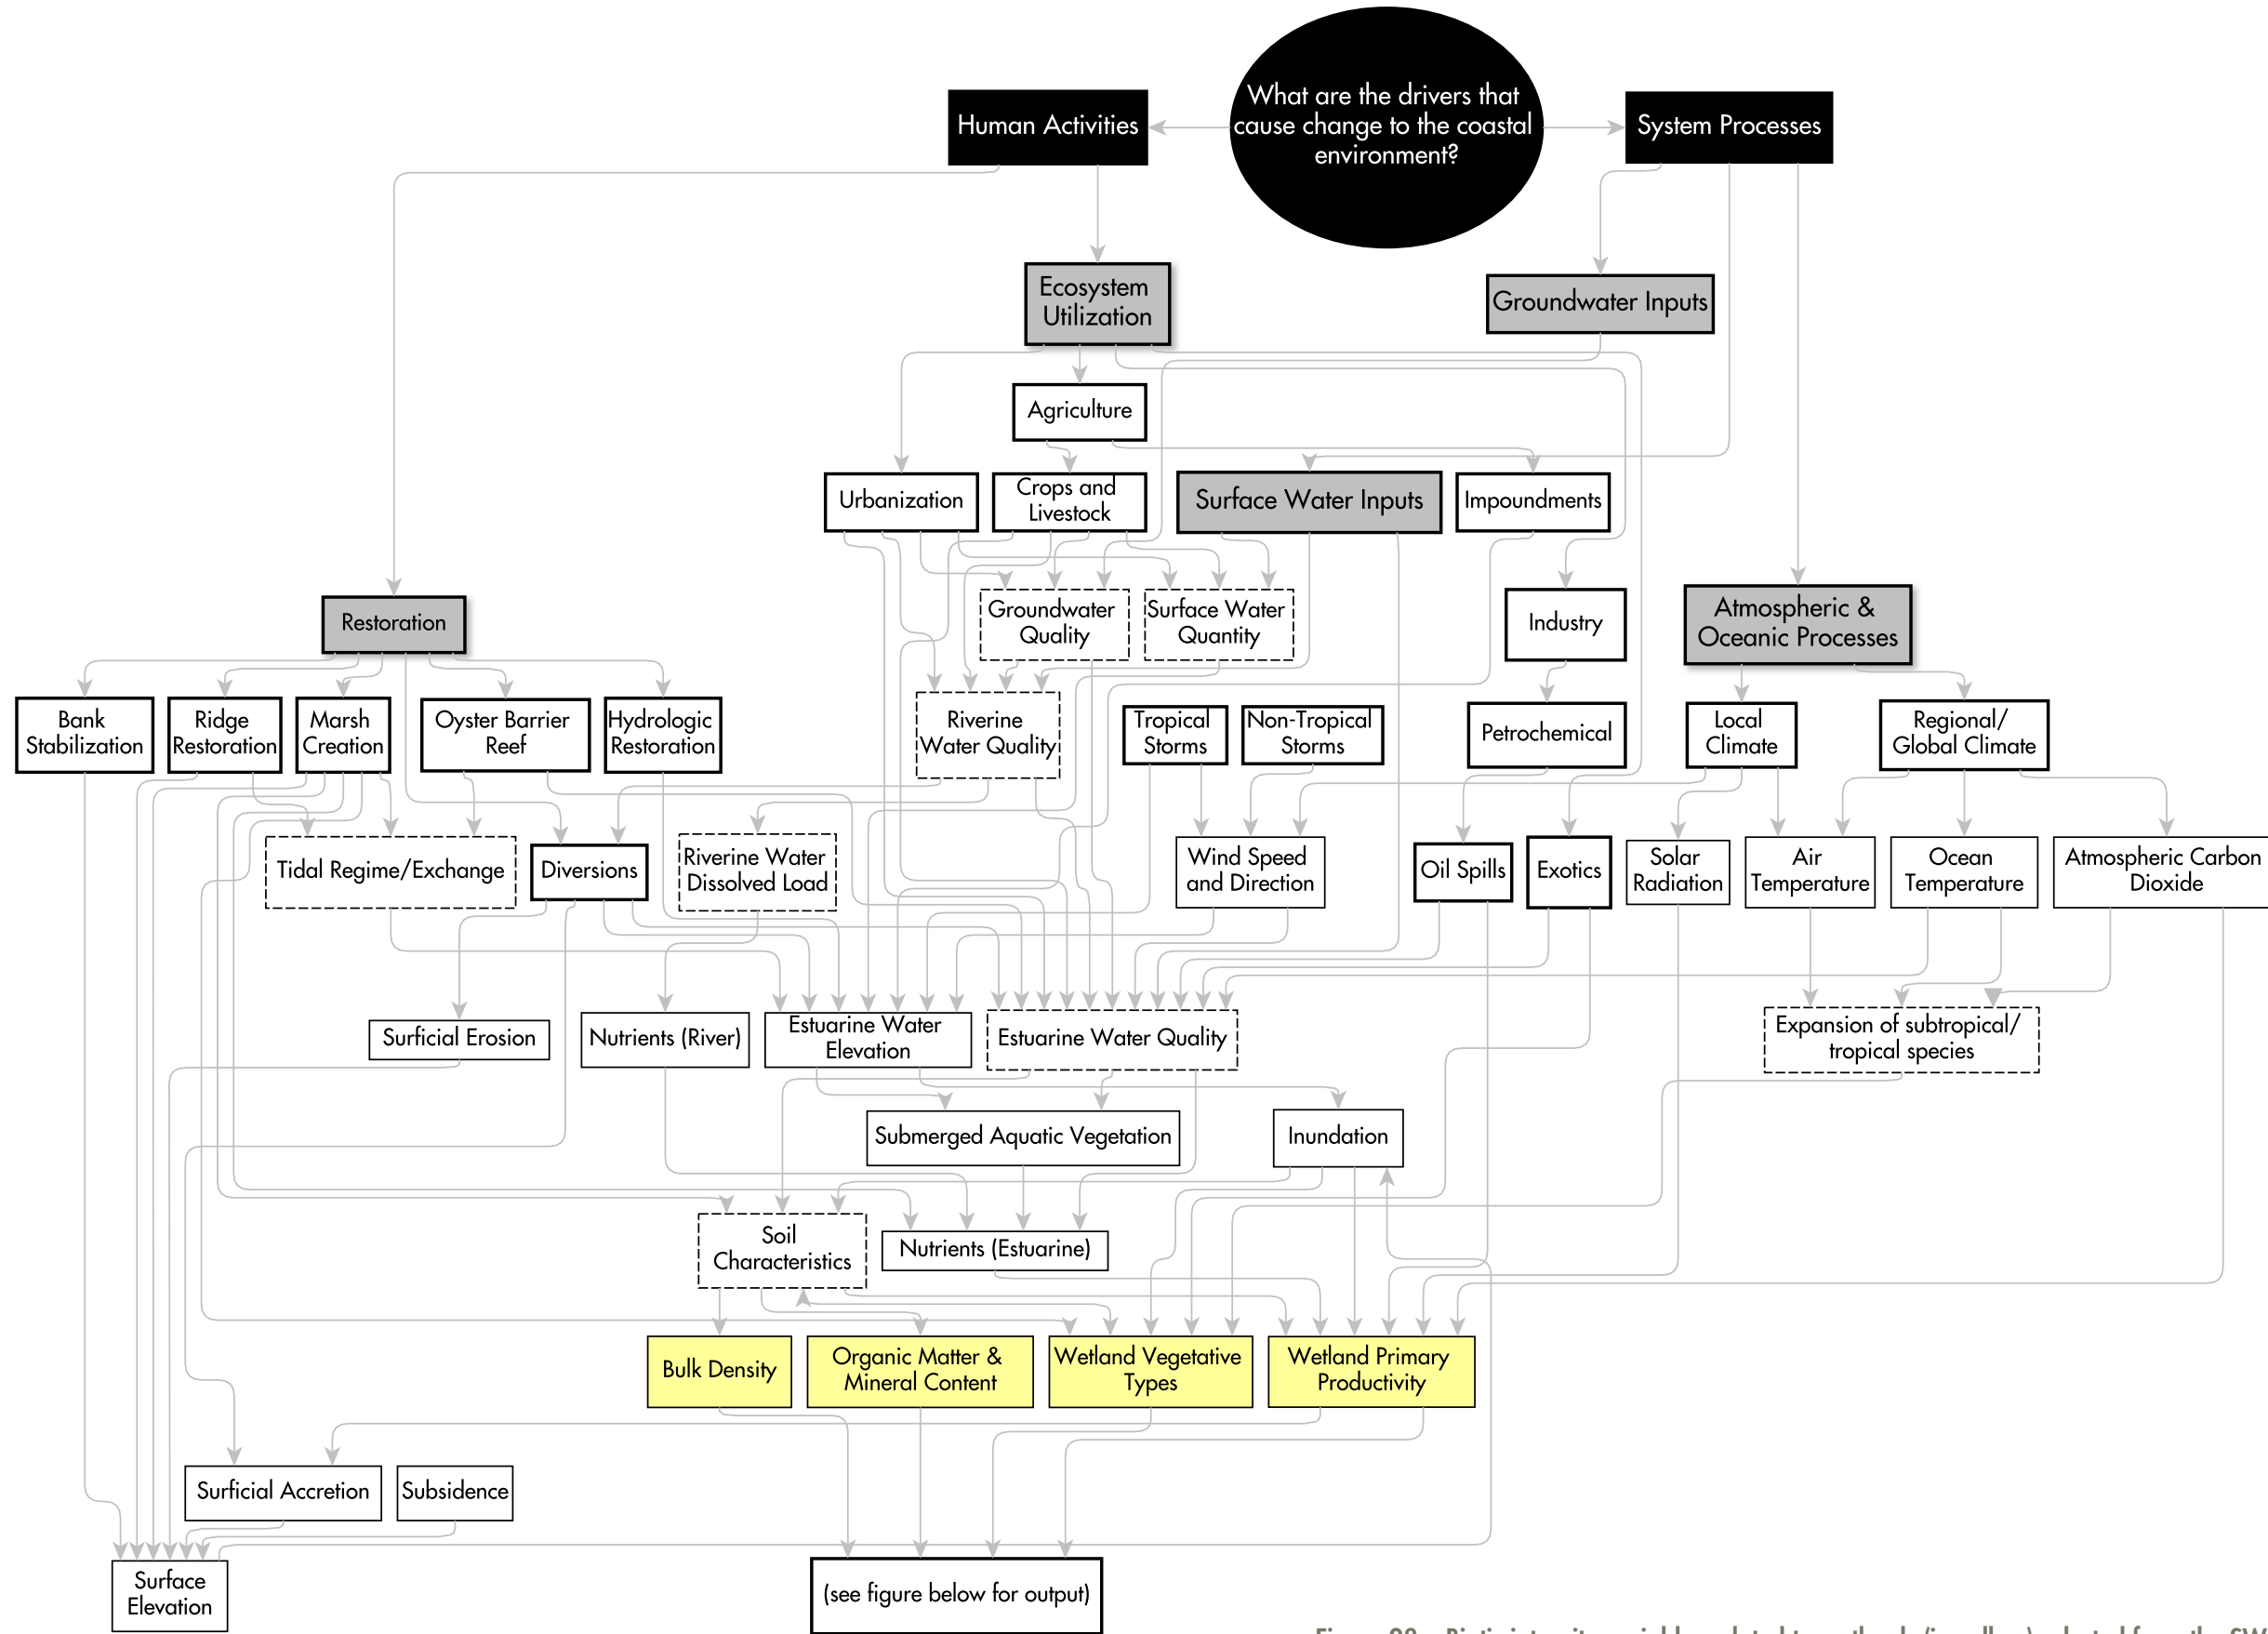 What are the drivers that
cause change to the coastal
environment?
Human Activities
System Processes
Ecosystem
Utilization
Groundwater Inputs
Agriculture
Urbanization
Crops and
Livestock
Surface Water Inputs
Impoundments
Restoration
Groundwater
Quality
Surface Water
Quantity
Industry
Atmospheric &
Oceanic Processes
Bank
Stabilization
Ridge
Restoration
Marsh
Creation
Oyster Barrier
Reef
Hydrologic
Restoration
Riverine
Water Quality
Tropical
Storms
Non-Tropical
Storms
Petrochemical
Local
Climate
Regional/
Global Climate
Tidal Regime/Exchange
Diversions
Riverine Water
Dissolved Load
Wind Speed
and Direction
Oil Spills
Exotics
Solar
Radiation
Air
Temperature
Ocean
Temperature
Atmospheric Carbon
Dioxide
Surficial Erosion
Nutrients (River)
Estuarine Water
Elevation
Estuarine Water Quality
Expansion of subtropical/
tropical species
Submerged Aquatic Vegetation
Inundation
Soil
Characteristics
Nutrients (Estuarine)
Bulk Density
Organic Matter &
Mineral Content
Wetland Vegetative
Types
Wetland Primary
Productivity
Surficial Accretion
Subsidence
Surface
Elevation
(see figure below for output)